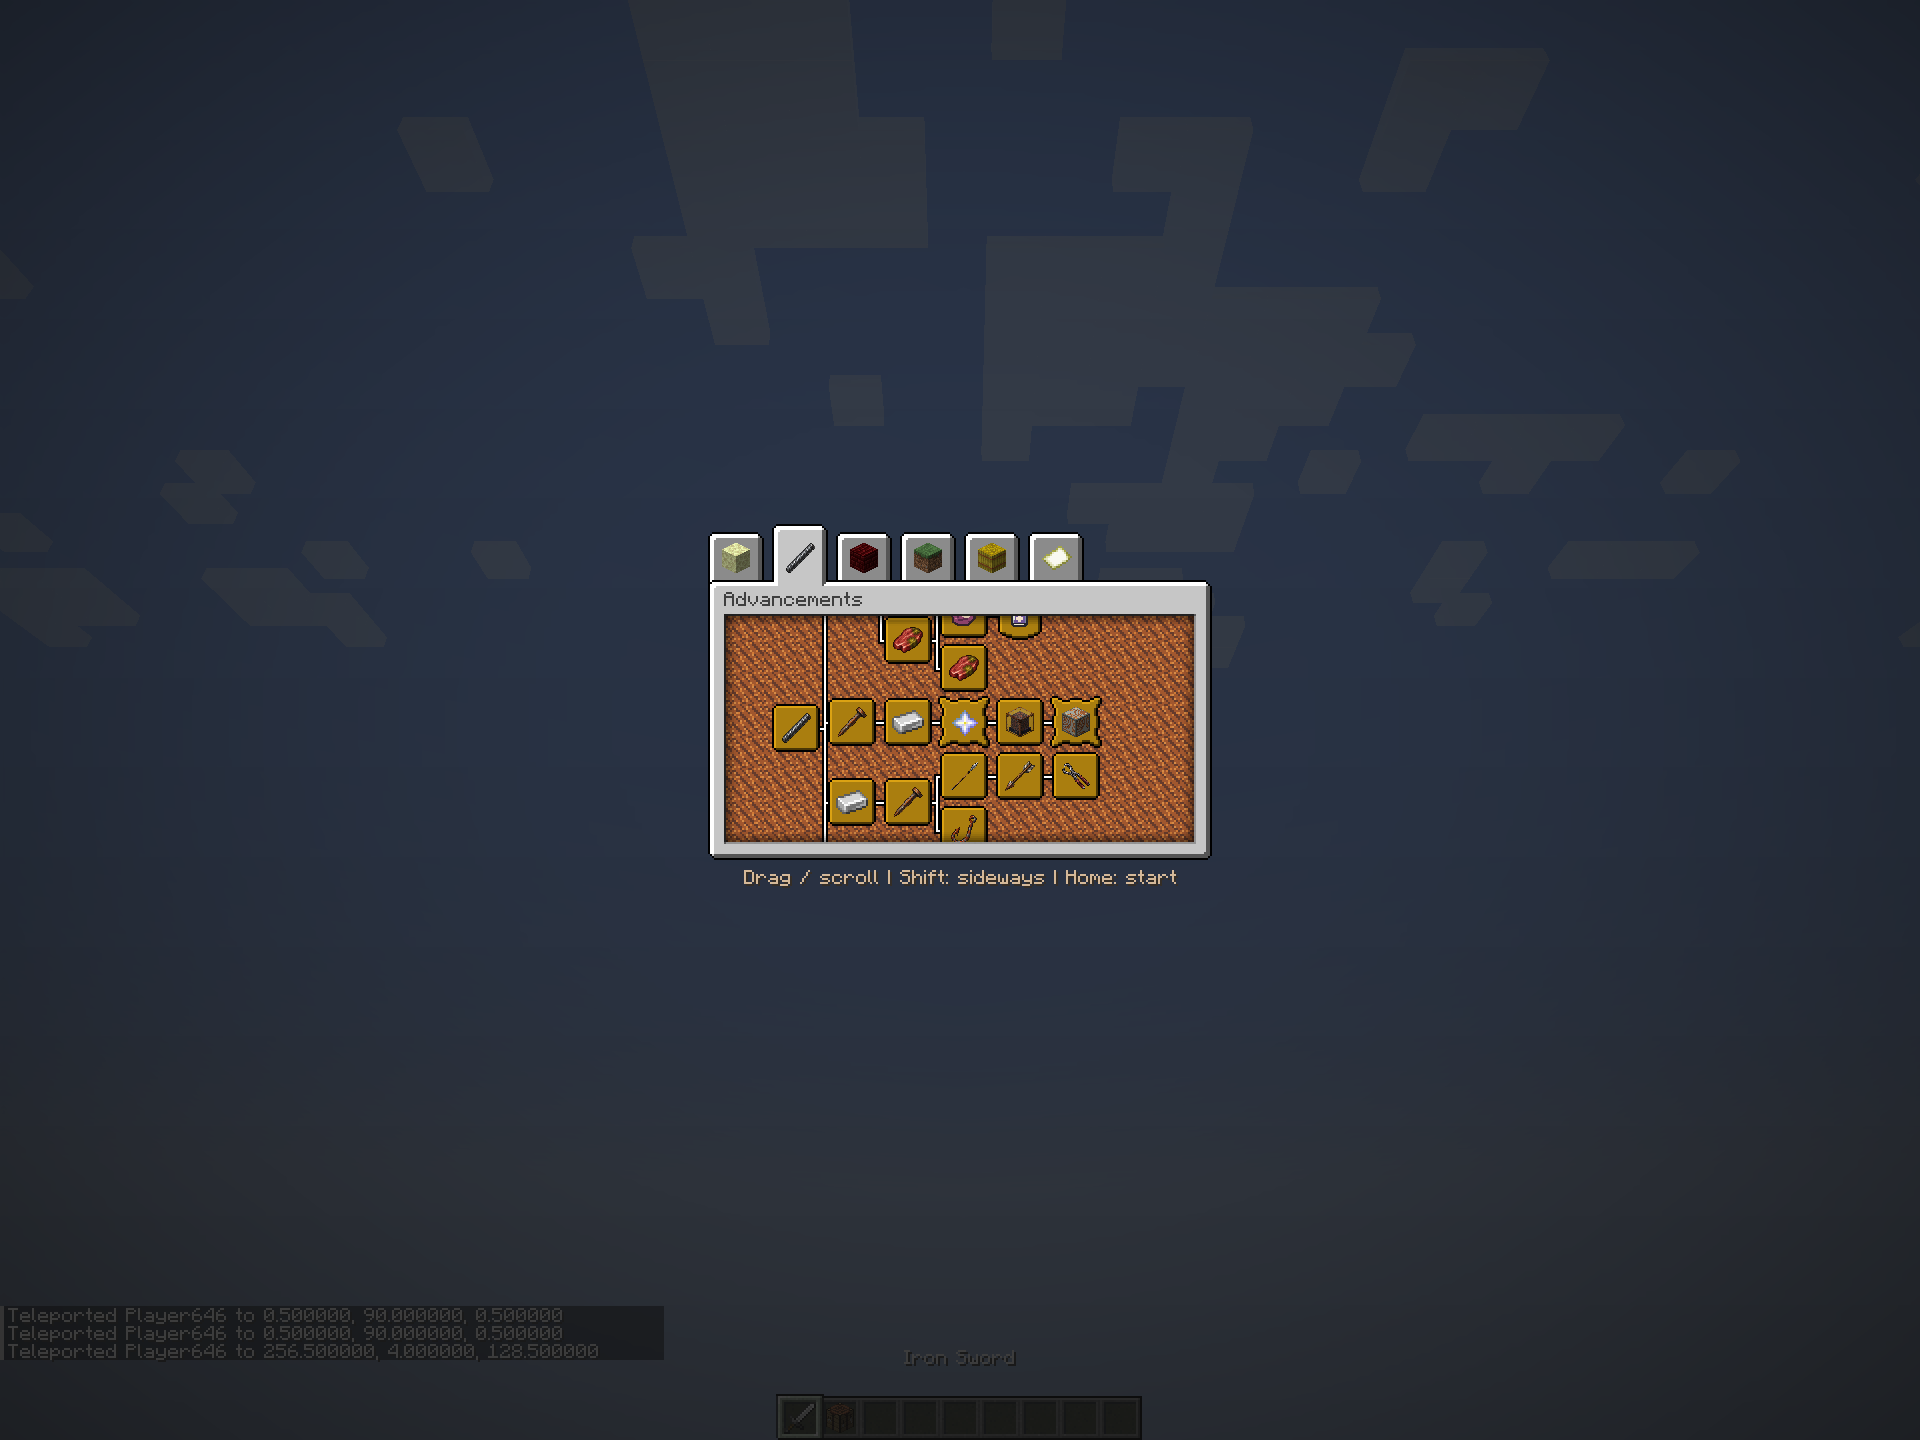 Advancements
Drag / scroll | Shift: sideways | Home: start
Teleported Player646 to 0.500000, 90.000000, 0.500000
Teleported Player646 to 0.500000, 90.000000, 0.500000
Teleported Player646 to 256.500000, 4.000000, 128.500000
Iron Sword